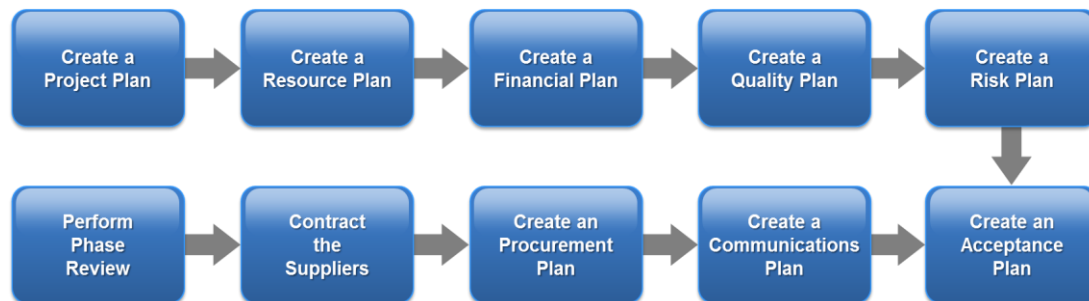 Create a
Project Plan
Create a
Resource Plan
Create a
Financial Plan
Create a
Quality Plan
Create a
Risk Plan
Perform
Phase
Review
Contract
the
Suppliers
Create an
Procurement
Plan
Create a
Communications
Plan
Create an
Acceptance
Plan